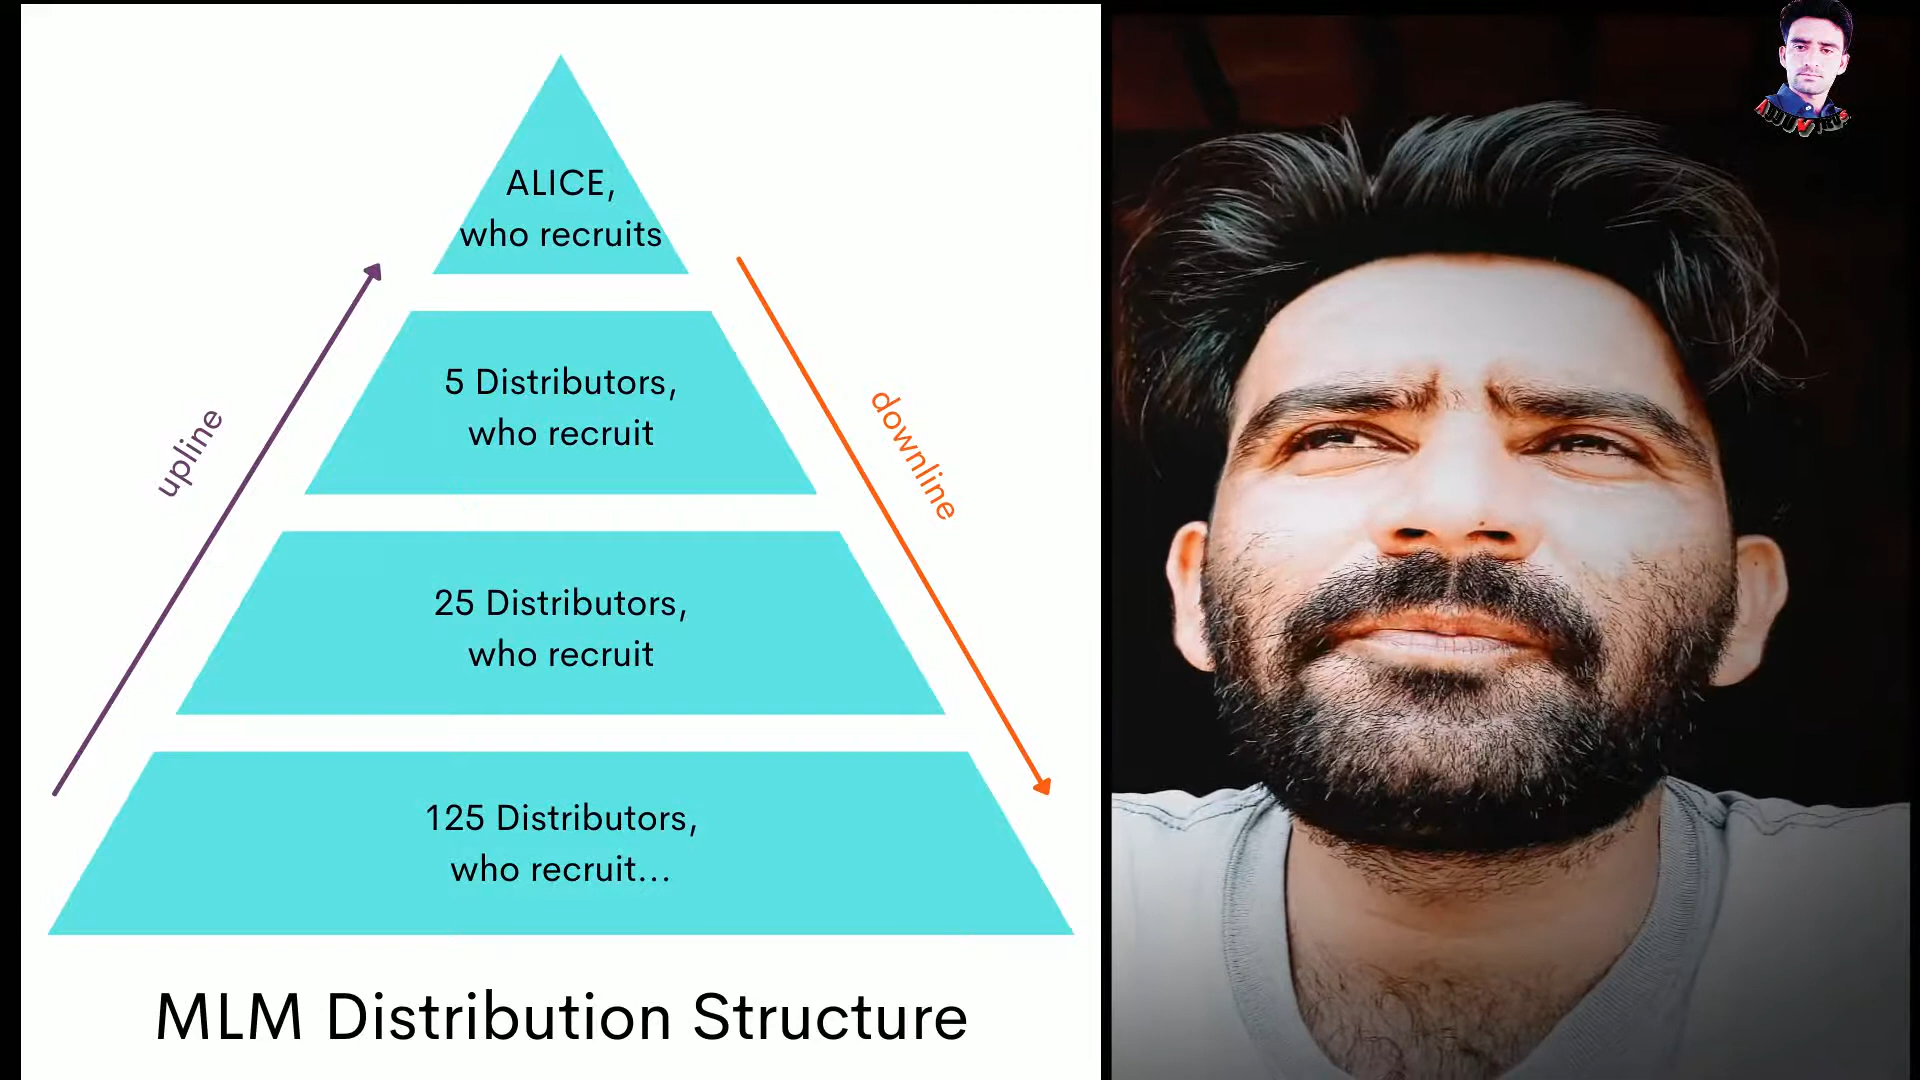 ALICE,
who recruits
5 Distributors,
who recruit
25 Distributors,
who recruit
125 Distributors,
who recruit...
upline
downline
MLM Distribution Structure